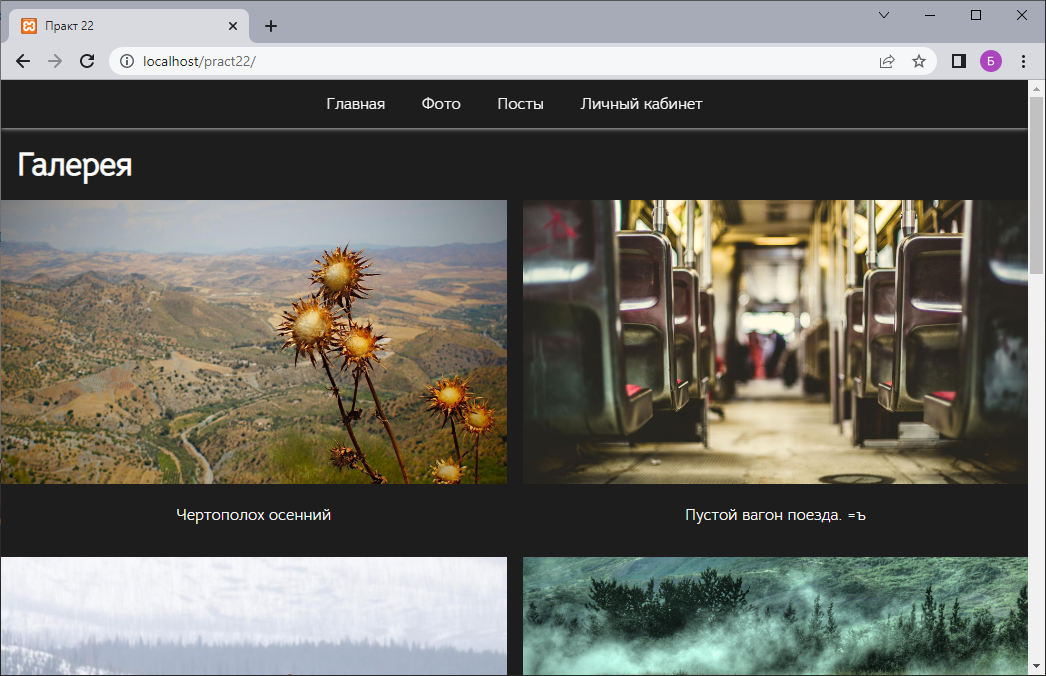 Практ 22
localhost/pract22/
Б
Главная Фото Посты Личный кабинет
Галерея
Чертополох осенний
Пустой вагон поезда. =ъ